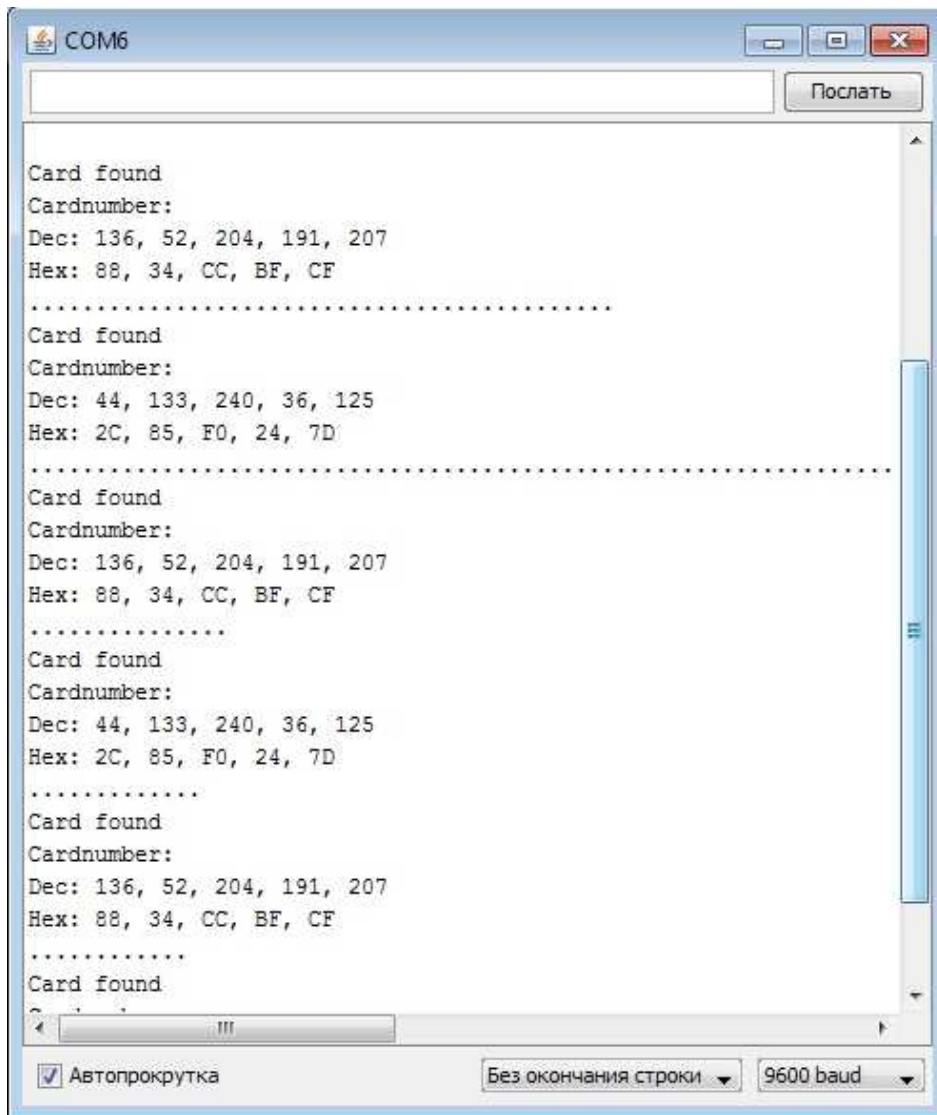 COM6
Послать
Card found
Cardnumber:
Dec: 136, 52, 204, 191, 207
Hex: 88, 34, CC, BF, CF
............................................
Card found
Cardnumber:
Dec: 44, 133, 240, 36, 125
Hex: 2C, 85, F0, 24, 7D
.................................................................
Card found
Cardnumber:
Dec: 136, 52, 204, 191, 207
Hex: 88, 34, CC, BF, CF
...............
Card found
Cardnumber:
Dec: 44, 133, 240, 36, 125
Hex: 2C, 85, F0, 24, 7D
.............
Card found
Cardnumber:
Dec: 136, 52, 204, 191, 207
Hex: 88, 34, CC, BF, CF
............
Card found
Автопрокрутка Без окончания строки 9600 baud